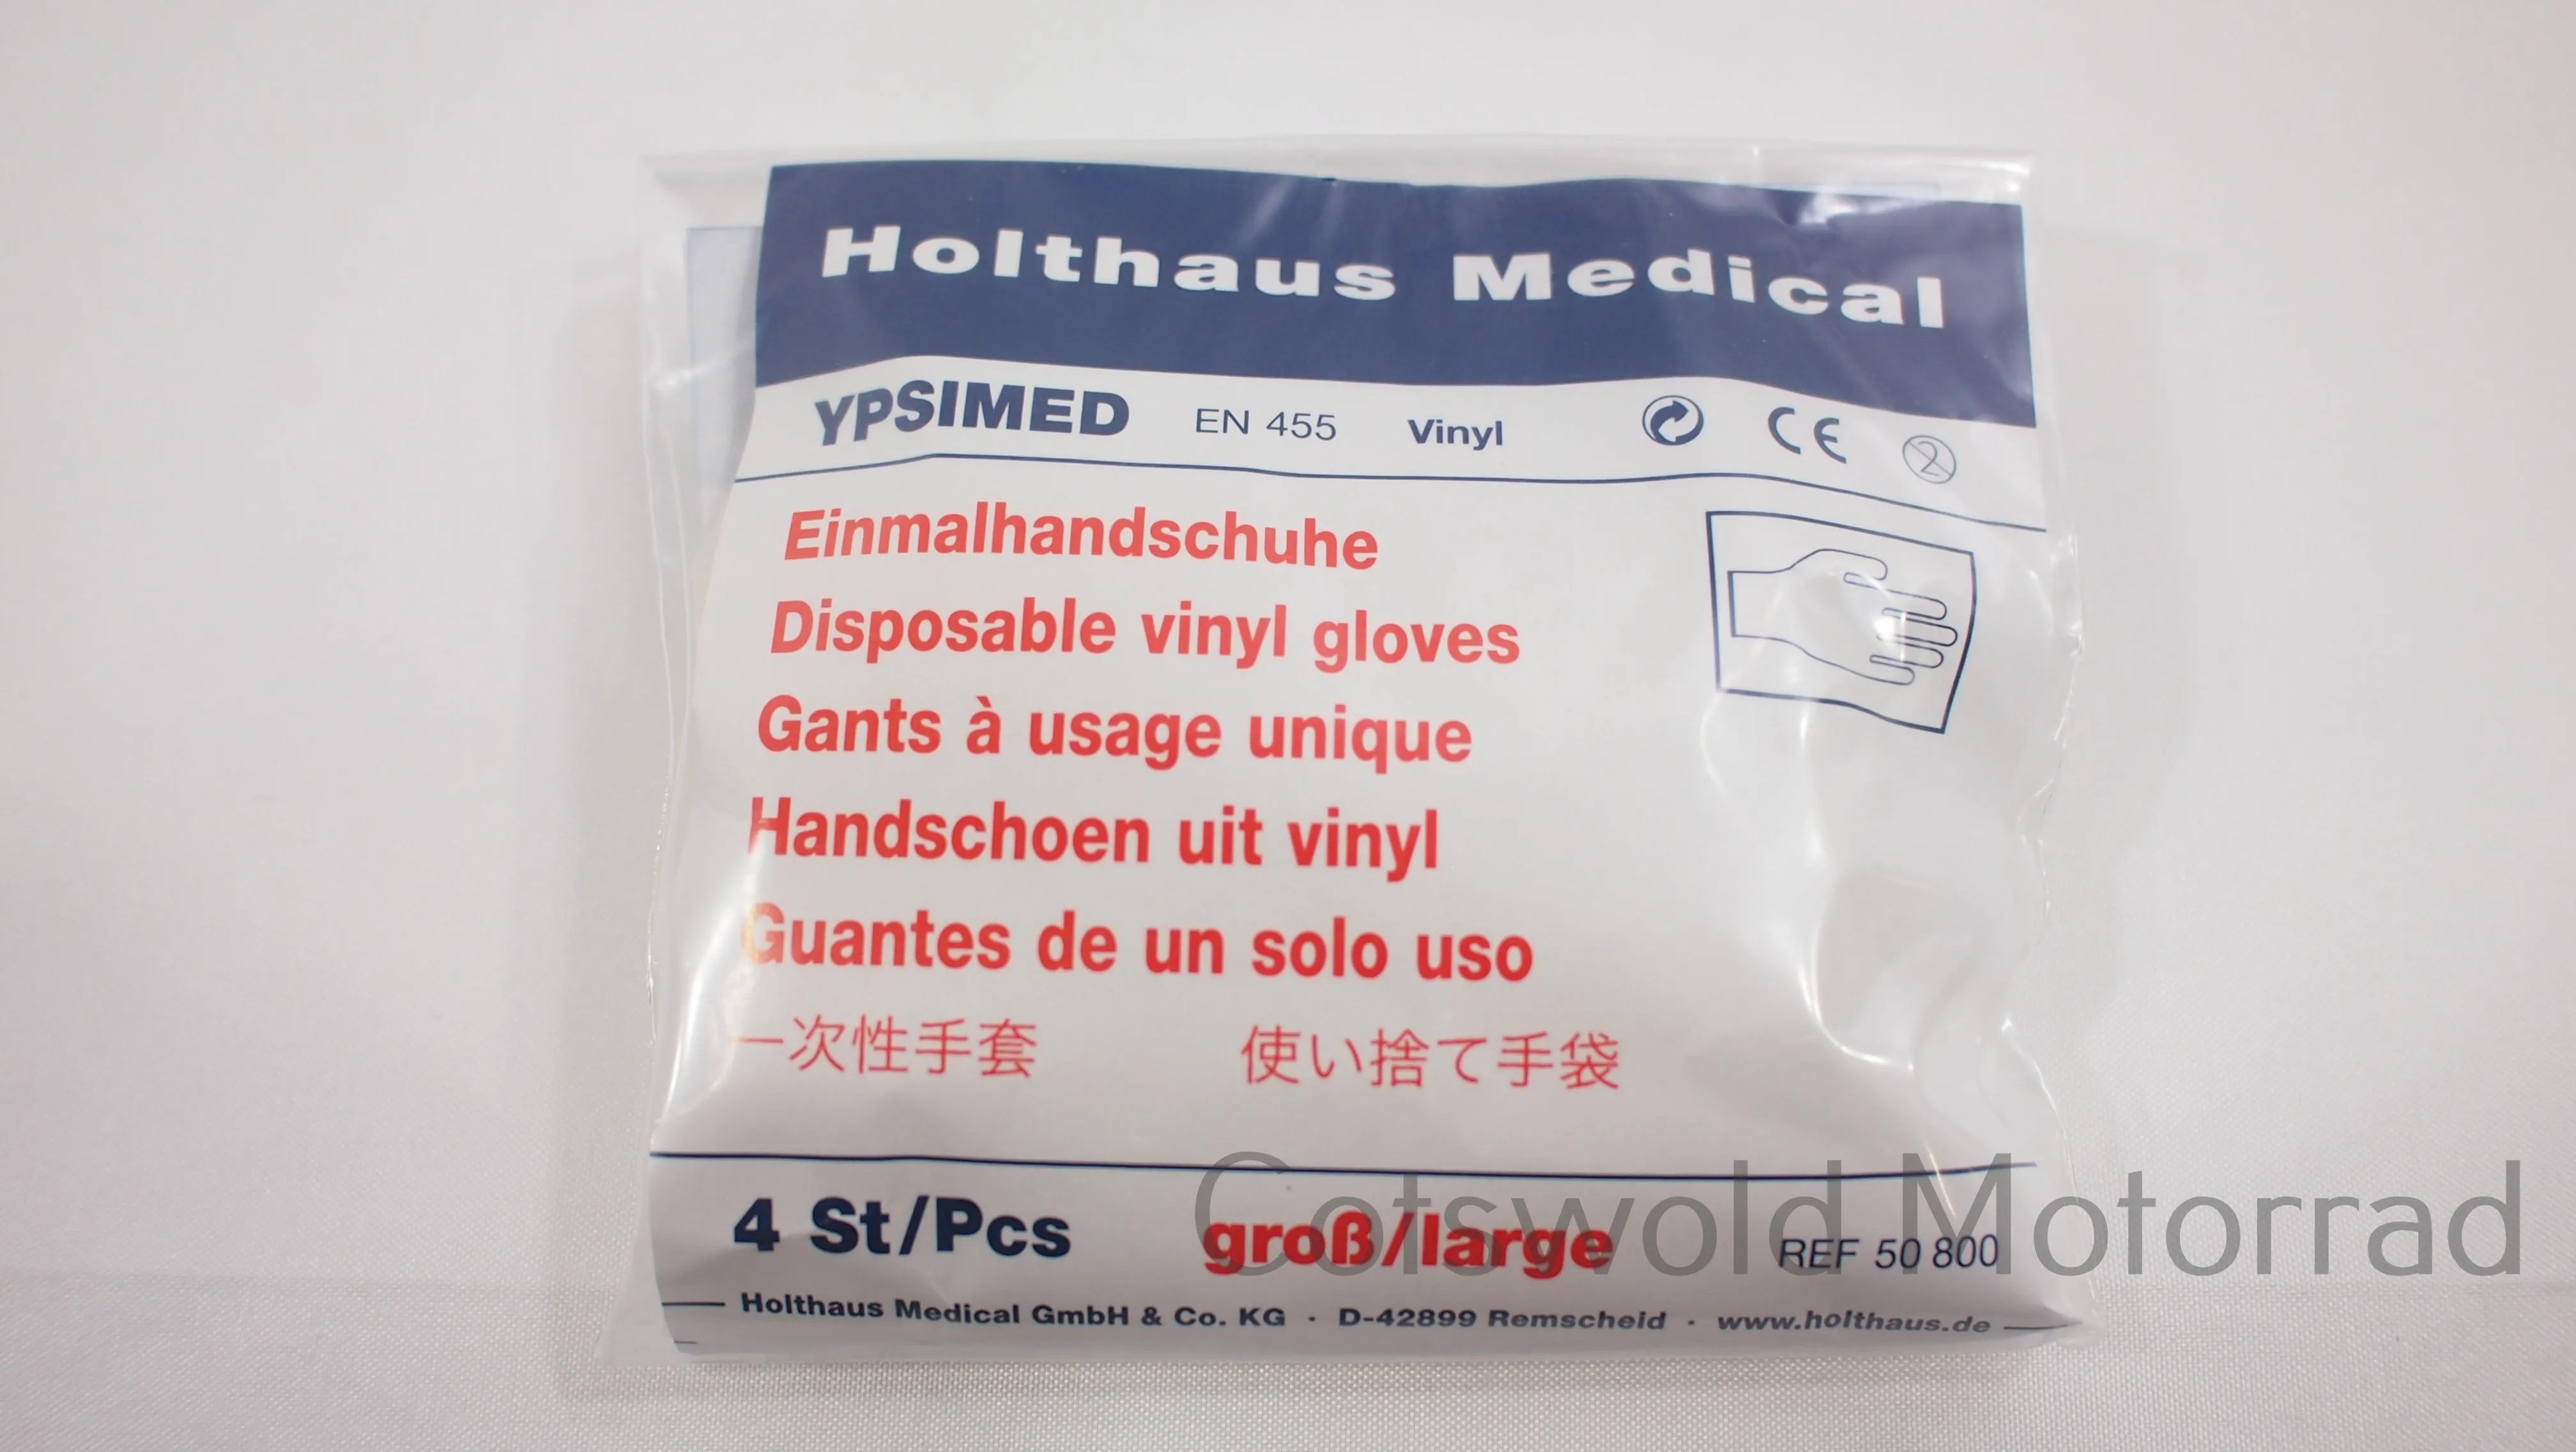 Holthaus Medical
YPSIMED EN 455 Vinyl CE 2
Einmalhandschuhe
Disposable vinyl gloves
Gants à usage unique
Handschoen uit vinyl
Guantes de un solo uso
一次性手套 使い捨て手袋
4 St/Pcs groß/large REF 50 800
Cotswold Motorrad
Holthaus Medical GmbH & Co. KG · D-42899 Remscheid · www.holthaus.de